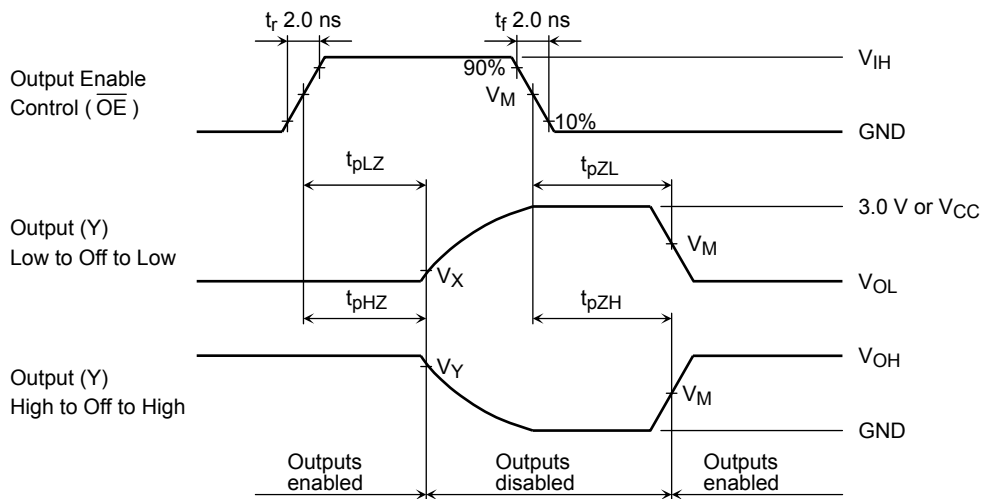 tr 2.0 ns
tf 2.0 ns
Output Enable
Control ( OE )
90%
VM
10%
VIH
GND
tpLZ
tpZL
Output (Y)
Low to Off to Low
VX
VM
3.0 V or VCC
VOL
tpHZ
tpZH
Output (Y)
High to Off to High
VY
VM
VOH
GND
Outputs
enabled
Outputs
disabled
Outputs
enabled